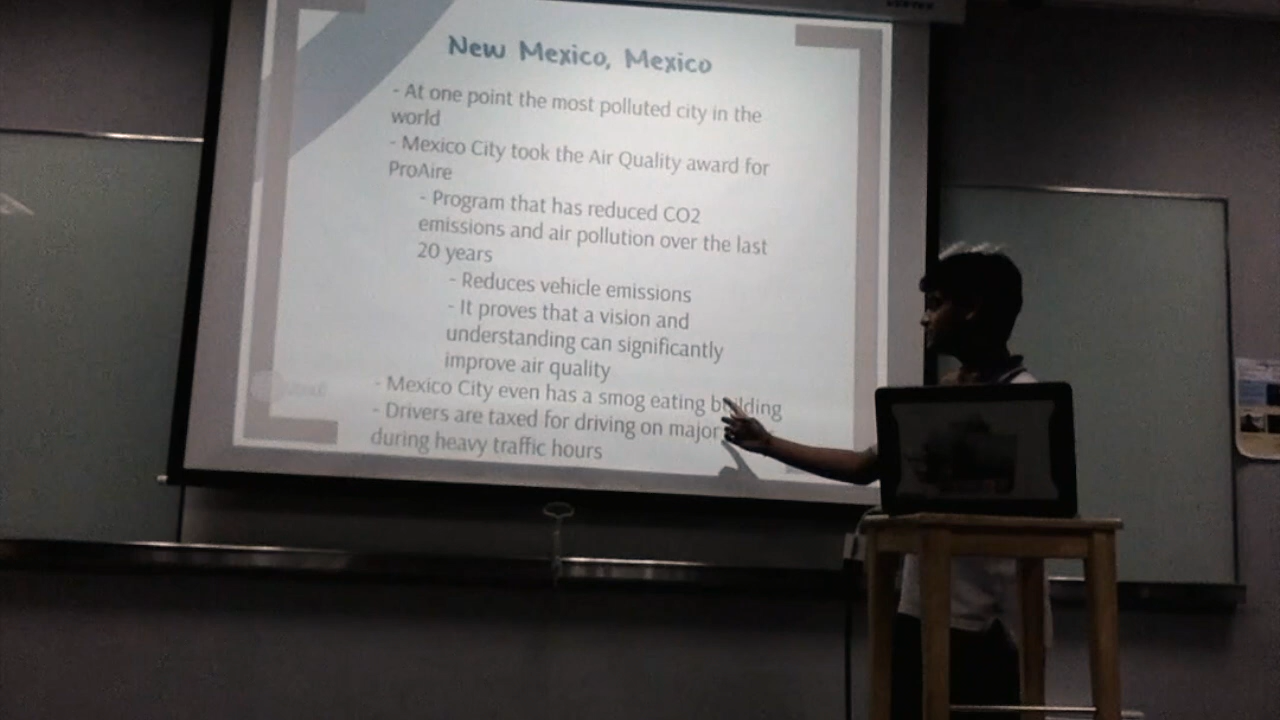 New Mexico, Mexico
- At one point the most polluted city in the
world
- Mexico City took the Air Quality award for
ProAire
- Program that has reduced CO2
emissions and air pollution over the last
20 years
- Reduces vehicle emissions
- It proves that a vision and
understanding can significantly
improve air quality
- Mexico City even has a smog eating building
- Drivers are taxed for driving on major
during heavy traffic hours